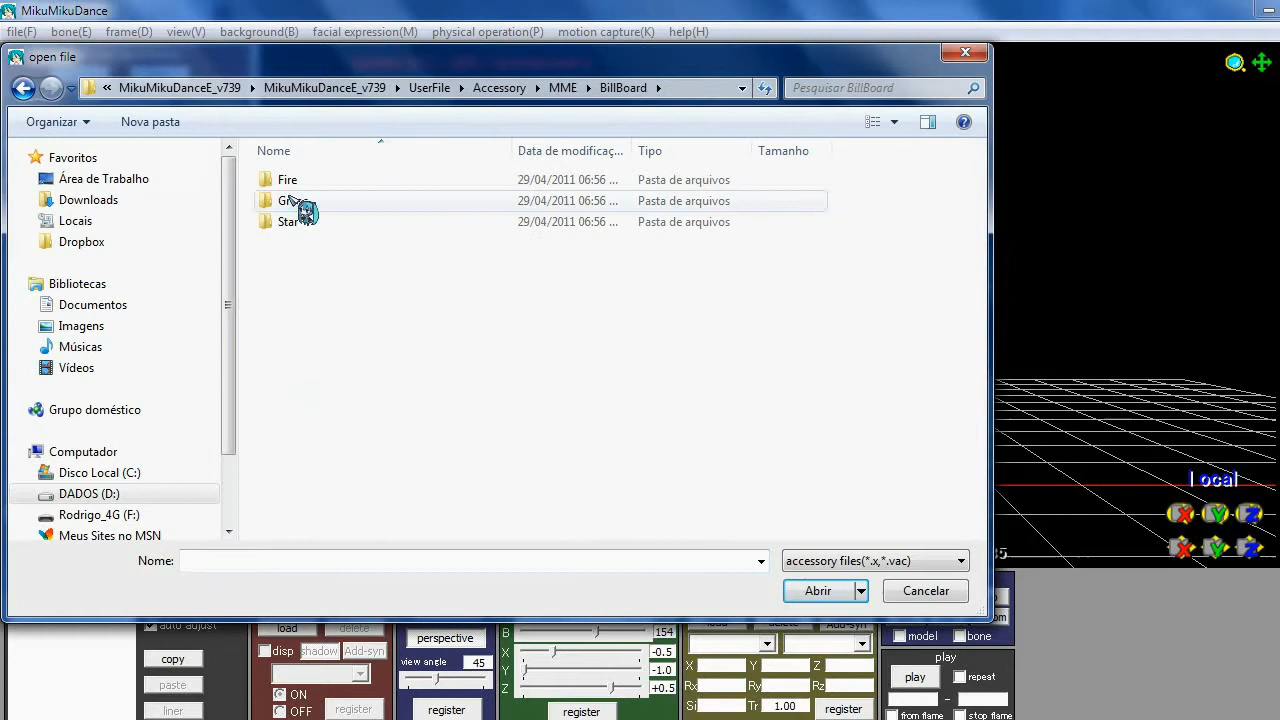 MikuMikuDance
file(F) bone(E) frame(D) view(V) background(B) facial expression(M) physical operation(P) motion capture(K) help(H)
open file
« MikuMikuDanceE_v739 MikuMikuDanceE_v739 UserFile Accessory MME BillBoard Pesquisar BillBoard
Organizar Nova pasta
Nome Data de modificaç... Tipo Tamanho
Favoritos
Área de Trabalho
Downloads
Locais
Dropbox
Bibliotecas
Documentos
Imagens
Músicas
Vídeos
Grupo doméstico
Computador
Disco Local (C:)
DADOS (D:)
Rodrigo_4G (F:)
Meus Sites no MSN
Fire 29/04/2011 06:56 ... Pasta de arquivos
29/04/2011 06:56 ... Pasta de arquivos
Star 29/04/2011 06:56 ... Pasta de arquivos
Nome: accessory files(*.x,*.vac)
Abrir Cancelar
local
X Y Z
X Y Z
auto adjust
copy
paste
liner
load delete
disp shadow Add-syn
ON
OFF register
perspective
view angle 45
register
B 154
X -0.5
Y -1.0
Z +0.5
register
load delete Add-syn
X Y Z
Rx Ry Rz
Si Tr 1.00 register
model bone
play
play repeat
-
from flame stop flame